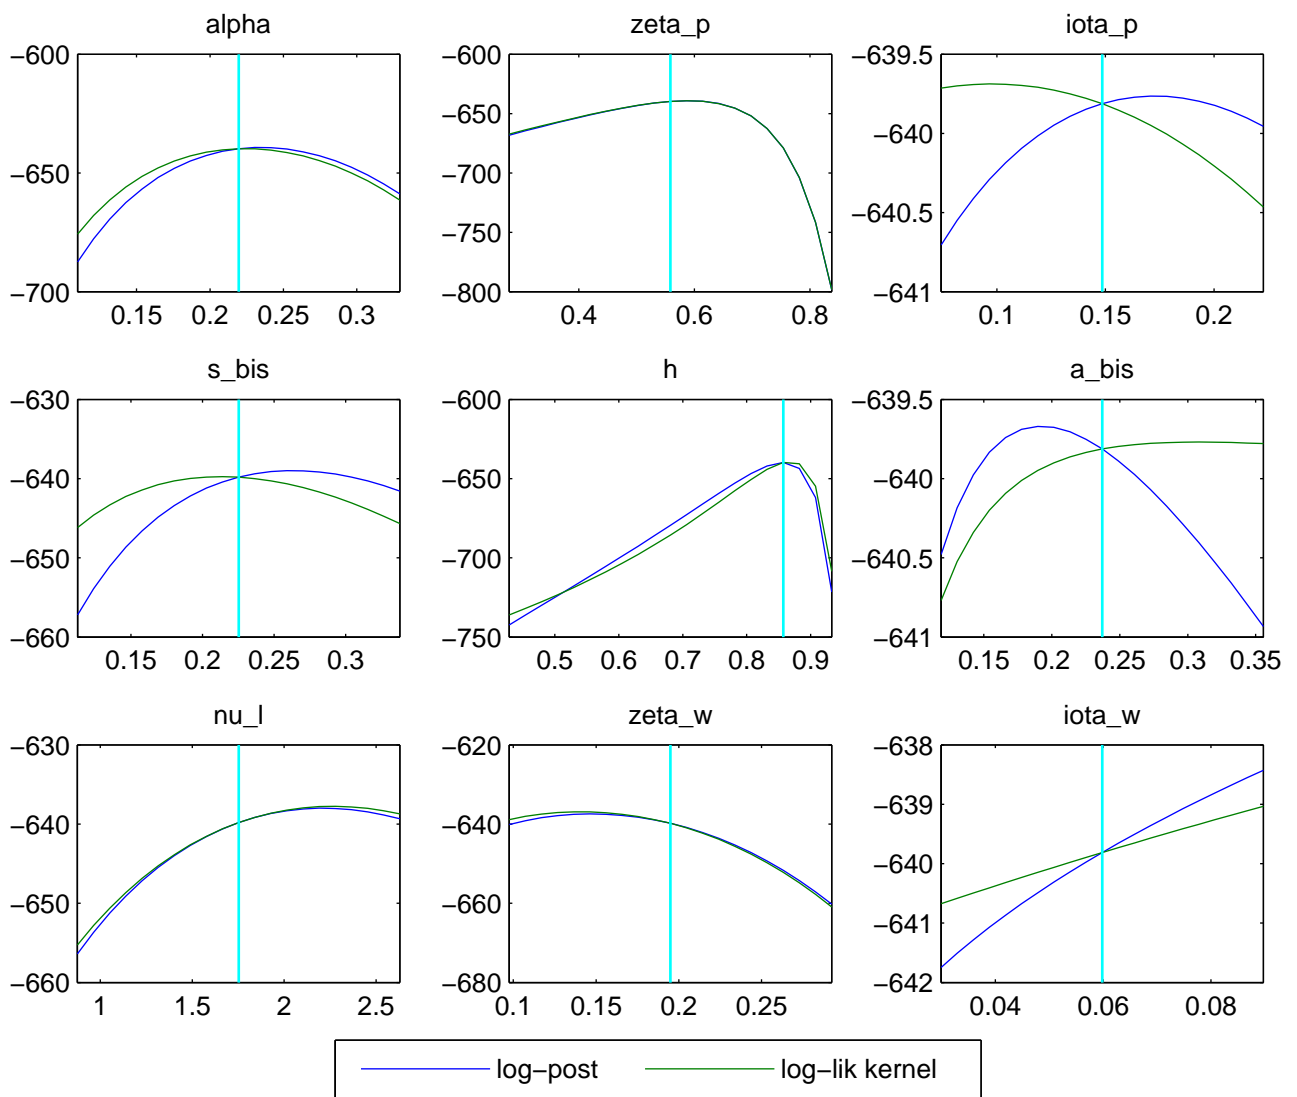 alpha
zeta_p
iota_p
−600
−650
−700
0.15 0.2 0.25 0.3
−600
−650
−700
−750
−800
0.4 0.6 0.8
−639.5
−640
−640.5
−641
0.1 0.15 0.2
s_bis
h
a_bis
−630
−640
−650
−660
0.15 0.2 0.25 0.3
−600
−650
−700
−750
0.5 0.6 0.7 0.8 0.9
−639.5
−640
−640.5
−641
0.15 0.2 0.25 0.3 0.35
nu_l
zeta_w
iota_w
−630
−640
−650
−660
1 1.5 2 2.5
−620
−640
−660
−680
0.1 0.15 0.2 0.25
−638
−639
−640
−641
−642
0.04 0.06 0.08
log−post log−lik kernel